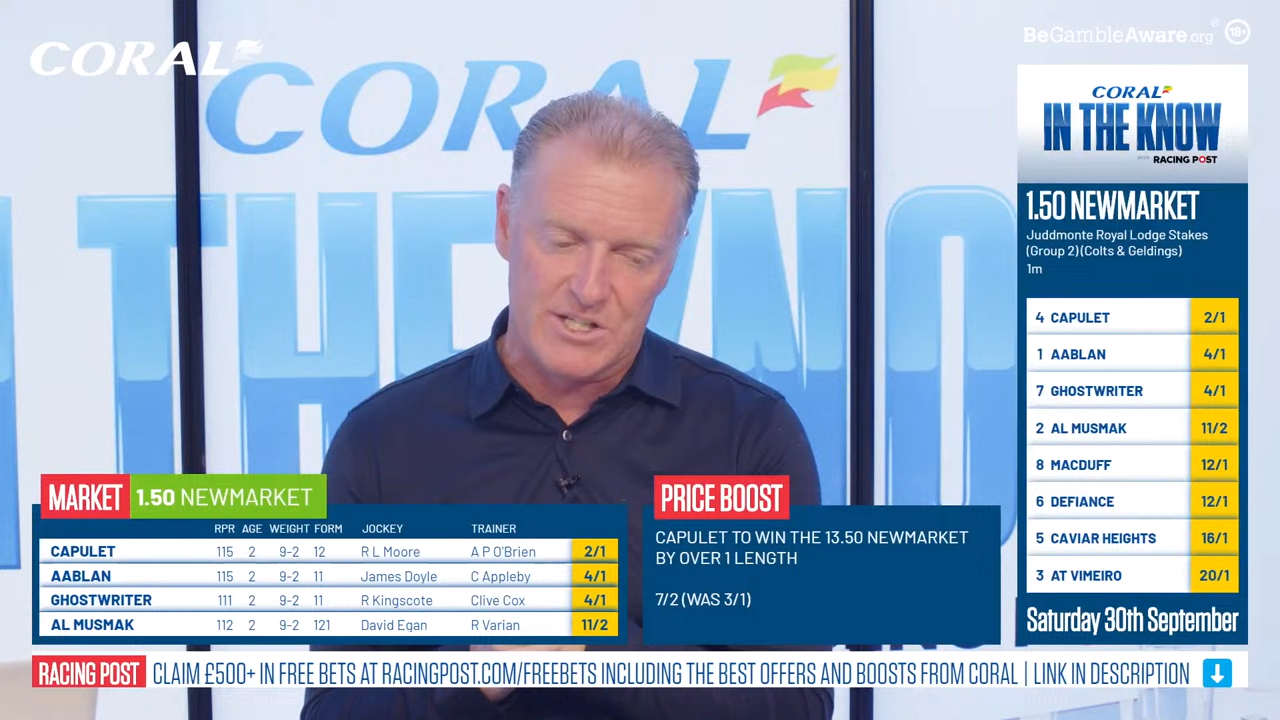 CORAL
BeGambleAware.org®
18+
CORAL
THE KNO
CORAL
IN THE KNOW
WITH RACING POST
1.50 NEWMARKET
Juddmonte Royal Lodge Stakes
(Group 2)(Colts & Geldings)
1m
4 CAPULET 2/1
1 AABLAN 4/1
7 GHOSTWRITER 4/1
2 AL MUSMAK 11/2
8 MACDUFF 12/1
6 DEFIANCE 12/1
5 CAVIAR HEIGHTS 16/1
3 AT VIMEIRO 20/1
Saturday 30th September
MARKET 1.50 NEWMARKET
RPR AGE WEIGHT FORM JOCKEY TRAINER
CAPULET 115 2 9-2 12 R L Moore A P O'Brien 2/1
AABLAN 115 2 9-2 11 James Doyle C Appleby 4/1
GHOSTWRITER 111 2 9-2 11 R Kingscote Clive Cox 4/1
AL MUSMAK 112 2 9-2 121 David Egan R Varian 11/2
PRICE BOOST
CAPULET TO WIN THE 13.50 NEWMARKET
BY OVER 1 LENGTH
7/2 (WAS 3/1)
RACING POST CLAIM £500+ IN FREE BETS AT RACINGPOST.COM/FREEBETS INCLUDING THE BEST OFFERS AND BOOSTS FROM CORAL | LINK IN DESCRIPTION